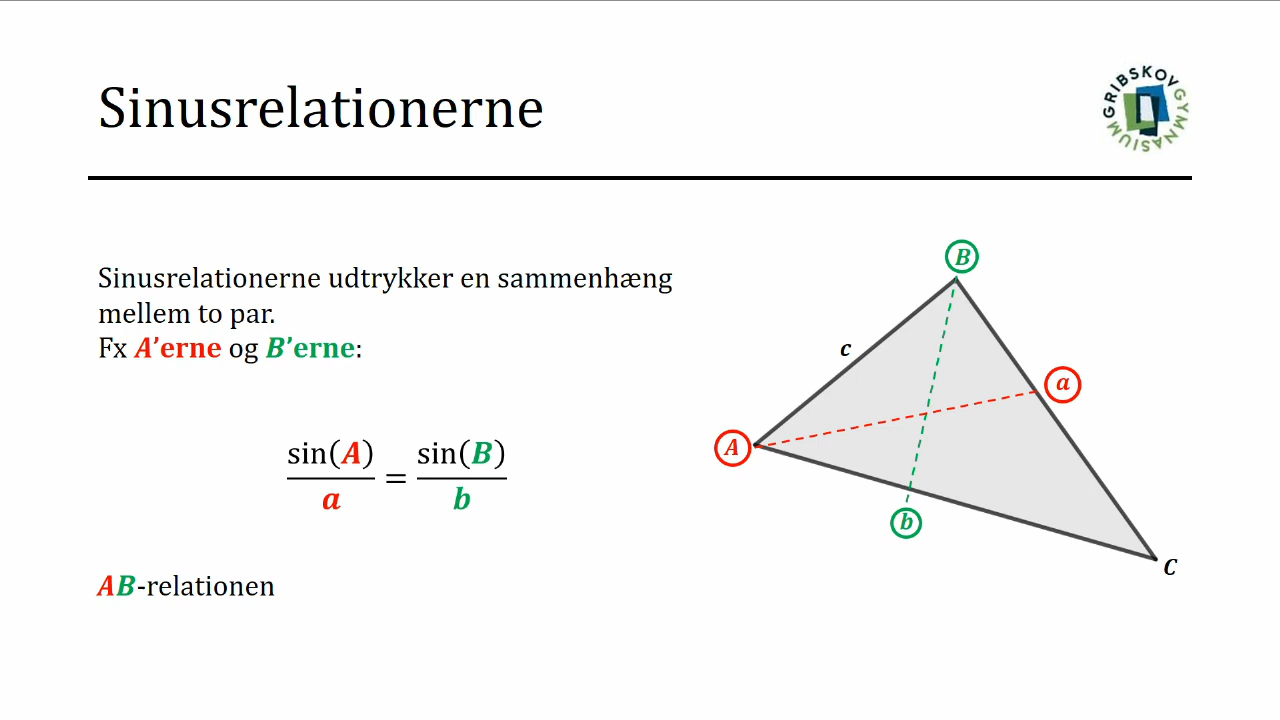 Sinusrelationerne
GRIBSKOV GYMNASIUM
Sinusrelationerne udtrykker en sammenhæng
mellem to par.
Fx A’erne og B’erne:
sin(A)/a = sin(B)/b
AB-relationen
B
c
a
A
b
C